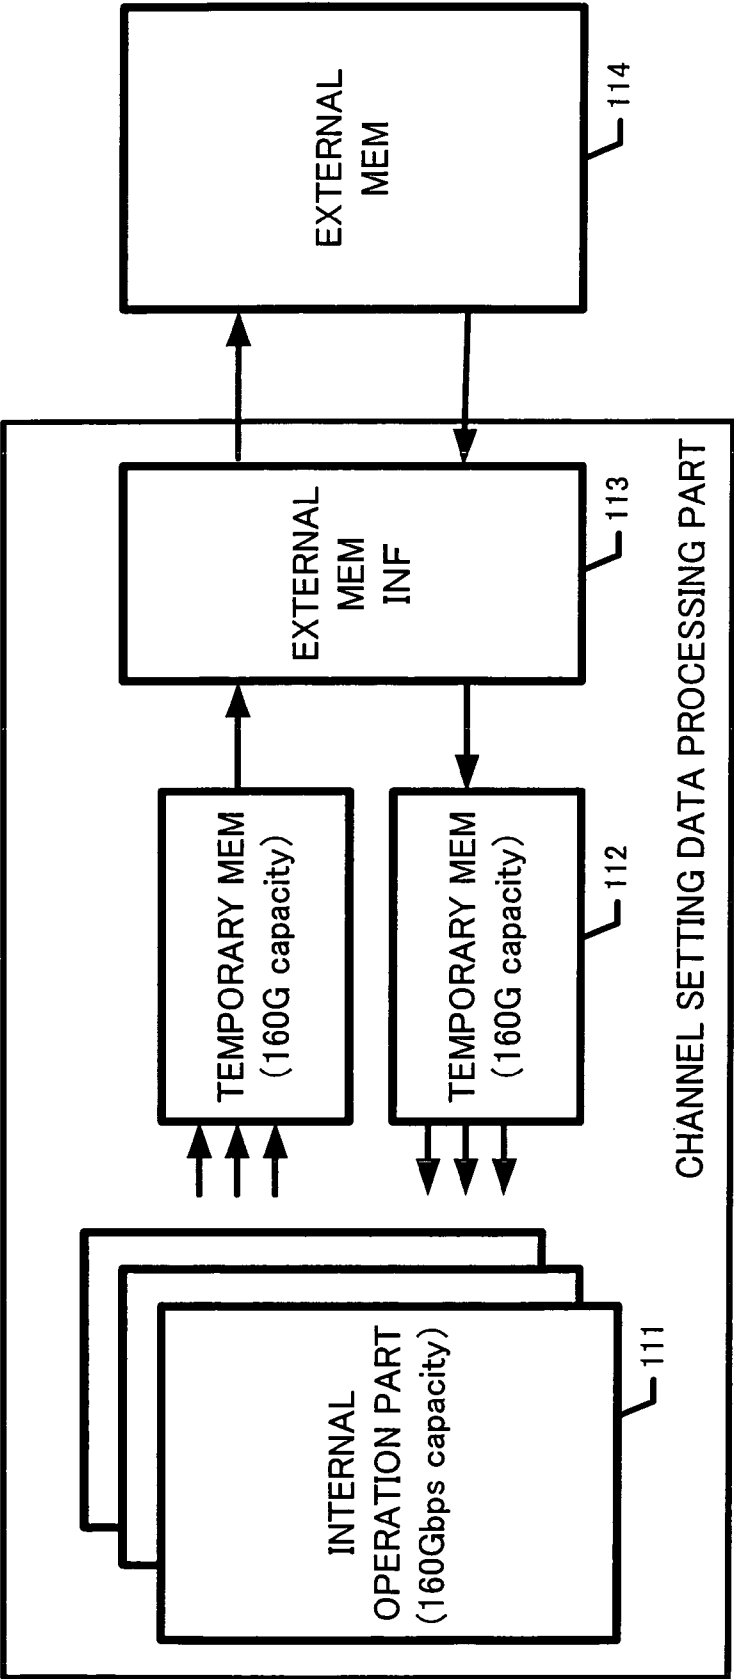 INTERNAL
OPERATION PART
(160Gbps capacity)
111
TEMPORARY MEM
(160G capacity)
TEMPORARY MEM
(160G capacity)
112
EXTERNAL
MEM
INF
113
EXTERNAL
MEM
114
CHANNEL SETTING DATA PROCESSING PART